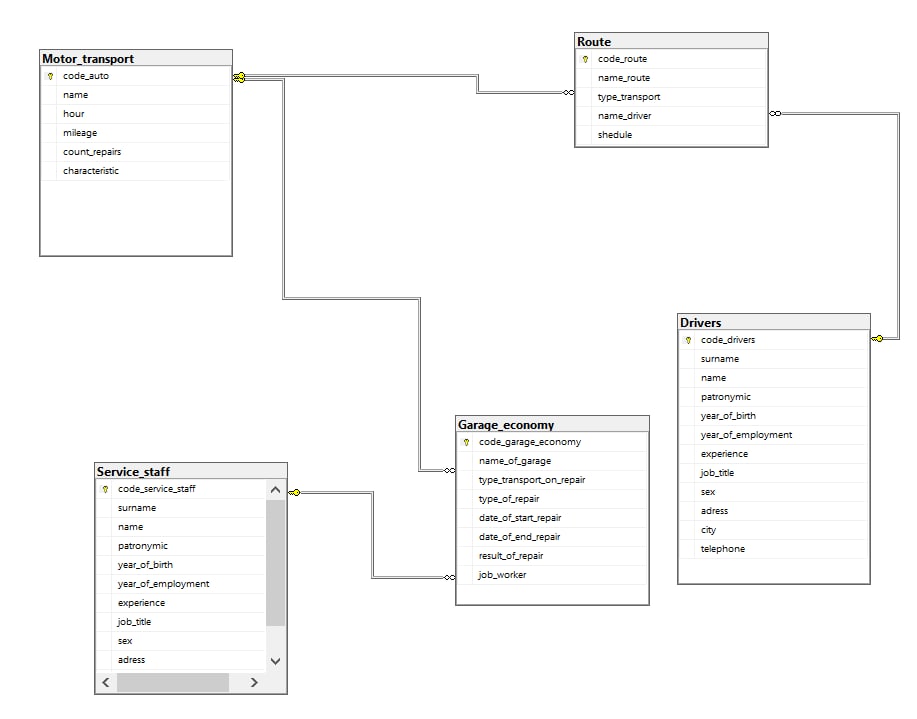 Motor_transport
code_auto
name
hour
mileage
count_repairs
characteristic
Route
code_route
name_route
type_transport
name_driver
shedule
Drivers
code_drivers
surname
name
patronymic
year_of_birth
year_of_employment
experience
job_title
sex
adress
city
telephone
Garage_economy
code_garage_economy
name_of_garage
type_transport_on_repair
type_of_repair
date_of_start_repair
date_of_end_repair
result_of_repair
job_worker
Service_staff
code_service_staff
surname
name
patronymic
year_of_birth
year_of_employment
experience
job_title
sex
adress